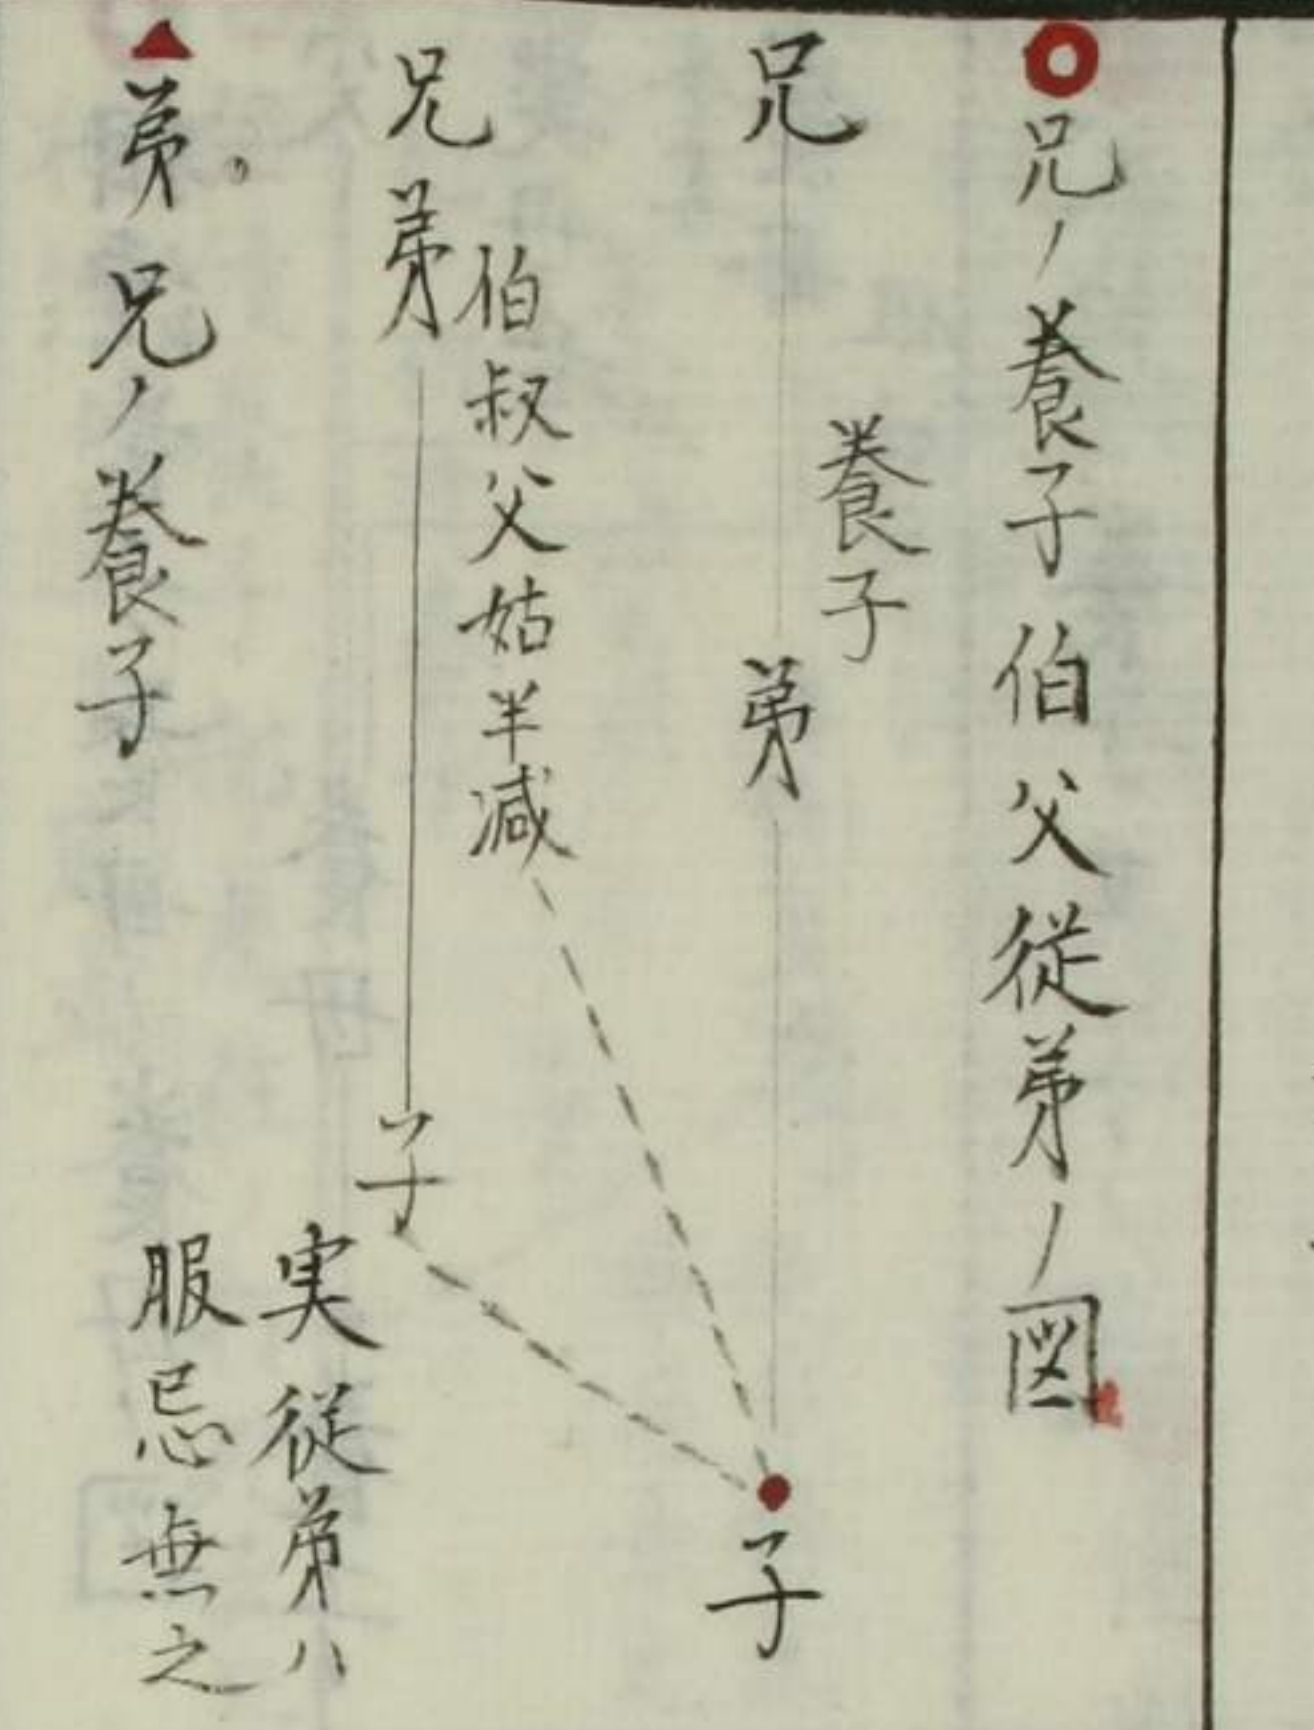 兄ノ養子伯父従弟ノ図
兄
養子
弟
子
伯叔父姑半減
兄弟
子
実従弟ハ
服忌無之
弟兄ノ養子